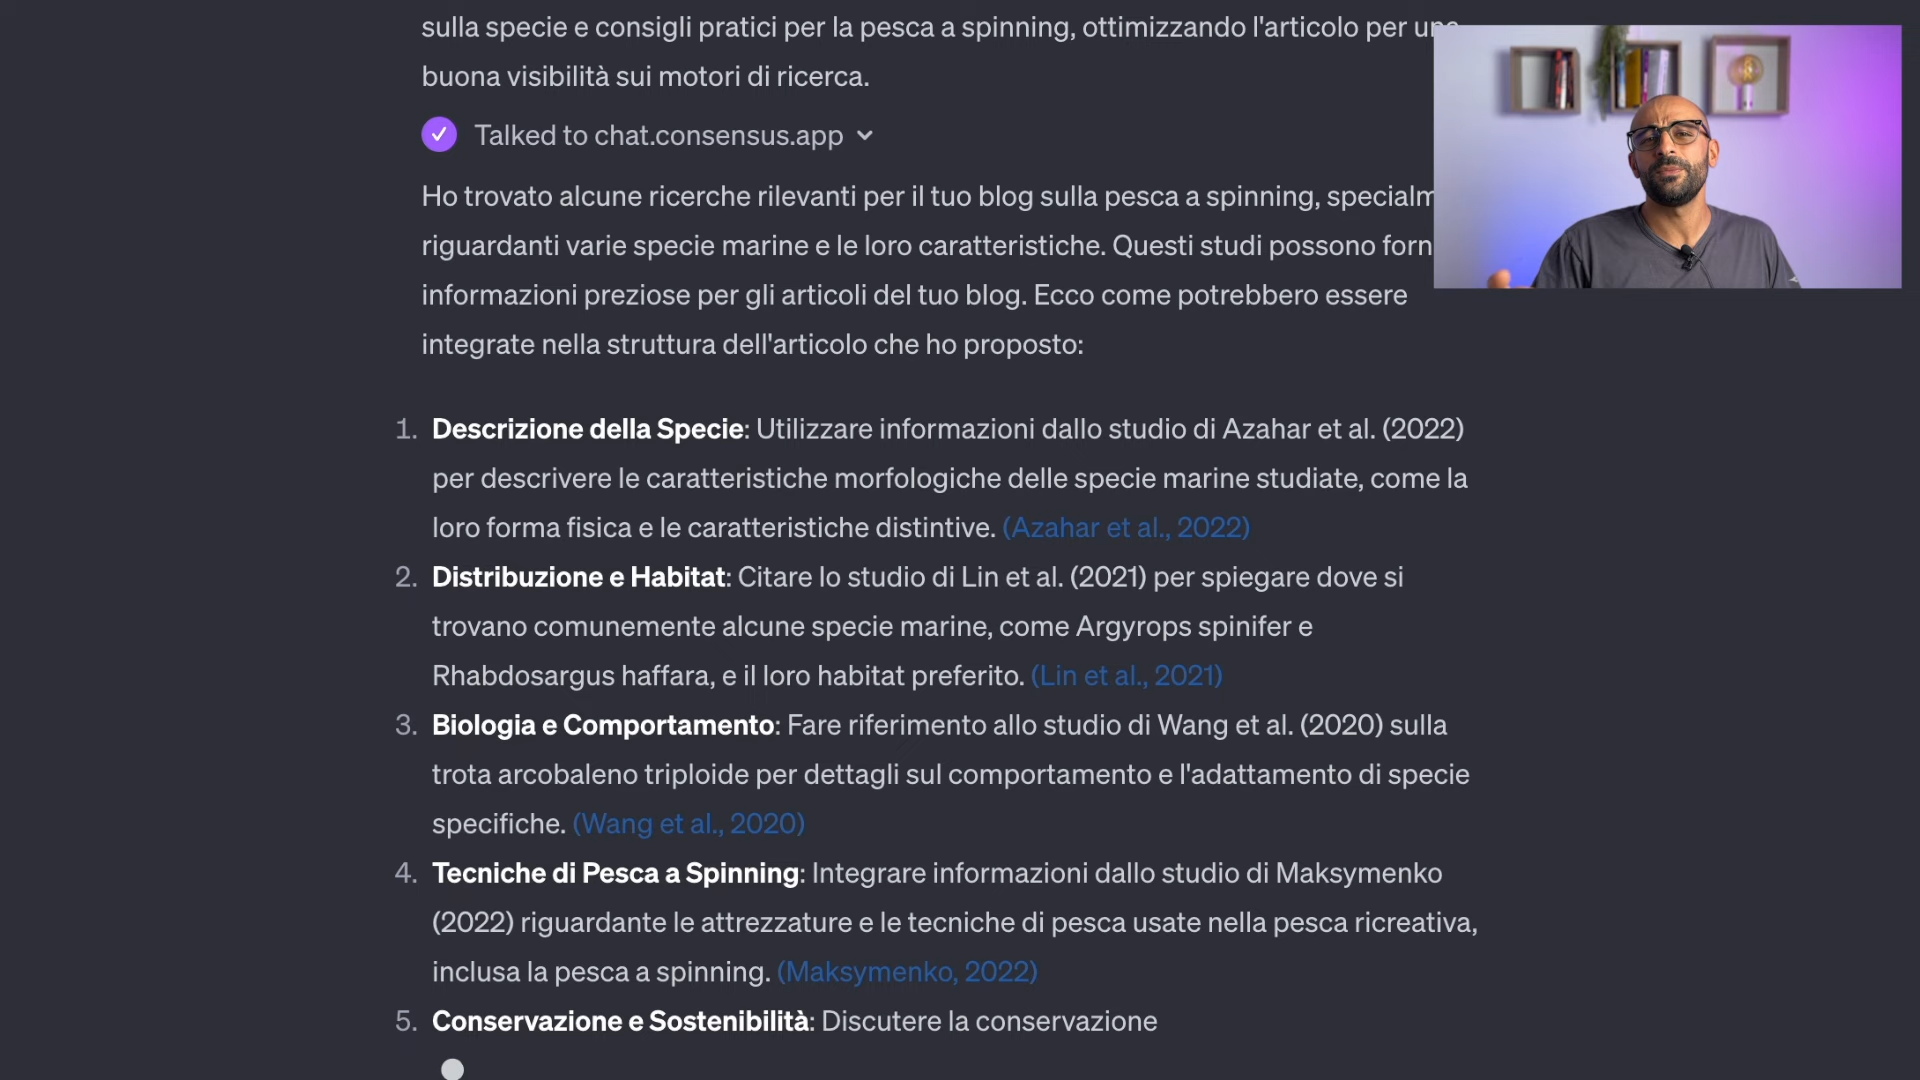 sulla specie e consigli pratici per la pesca a spinning, ottimizzando l'articolo per una
buona visibilità sui motori di ricerca.
Talked to chat.consensus.app
Ho trovato alcune ricerche rilevanti per il tuo blog sulla pesca a spinning,
riguardanti varie specie marine e le loro caratteristiche. Questi studi possono
informazioni preziose per gli articoli del tuo blog. Ecco come potrebbero essere
integrate nella struttura dell'articolo che ho proposto:
1. Descrizione della Specie: Utilizzare informazioni dallo studio di Azahar et al. (2022)
per descrivere le caratteristiche morfologiche delle specie marine studiate, come la
loro forma fisica e le caratteristiche distintive. (Azahar et al., 2022)
2. Distribuzione e Habitat: Citare lo studio di Lin et al. (2021) per spiegare dove si
trovano comunemente alcune specie marine, come Argyrops spinifer e
Rhabdosargus haffara, e il loro habitat preferito. (Lin et al., 2021)
3. Biologia e Comportamento: Fare riferimento allo studio di Wang et al. (2020) sulla
trota arcobaleno triploide per dettagli sul comportamento e l'adattamento di specie
specifiche. (Wang et al., 2020)
4. Tecniche di Pesca a Spinning: Integrare informazioni dallo studio di Maksymenko
(2022) riguardante le attrezzature e le tecniche di pesca usate nella pesca ricreativa,
inclusa la pesca a spinning. (Maksymenko, 2022)
5. Conservazione e Sostenibilità: Discutere la conservazione